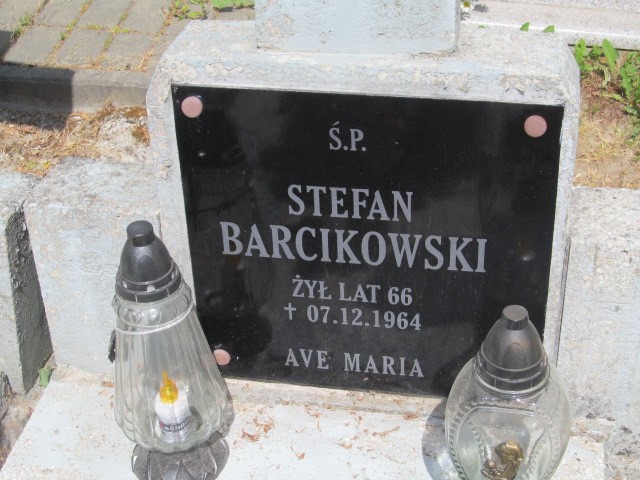 Ś.P.
STEFAN
BARCIKOWSKI
ŻYŁ LAT 66
† 07.12.1964
AVE MARIA